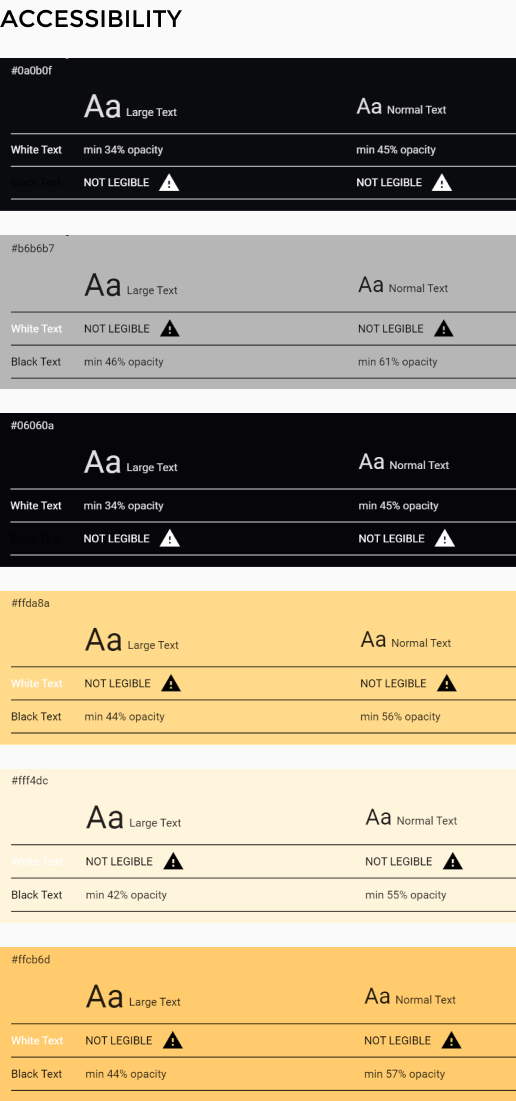 ACCESSIBILITY
#0a0b0f
Aa Large Text Aa Normal Text
White Text min 34% opacity min 45% opacity
Black Text NOT LEGIBLE NOT LEGIBLE
#b6b6b7
Aa Large Text Aa Normal Text
White Text NOT LEGIBLE NOT LEGIBLE
Black Text min 46% opacity min 61% opacity
#06060a
Aa Large Text Aa Normal Text
White Text min 34% opacity min 45% opacity
Black Text NOT LEGIBLE NOT LEGIBLE
#ffda8a
Aa Large Text Aa Normal Text
White Text NOT LEGIBLE NOT LEGIBLE
Black Text min 44% opacity min 56% opacity
#fff4dc
Aa Large Text Aa Normal Text
White Text NOT LEGIBLE NOT LEGIBLE
Black Text min 42% opacity min 55% opacity
#ffcb6d
Aa Large Text Aa Normal Text
White Text NOT LEGIBLE NOT LEGIBLE
Black Text min 44% opacity min 57% opacity